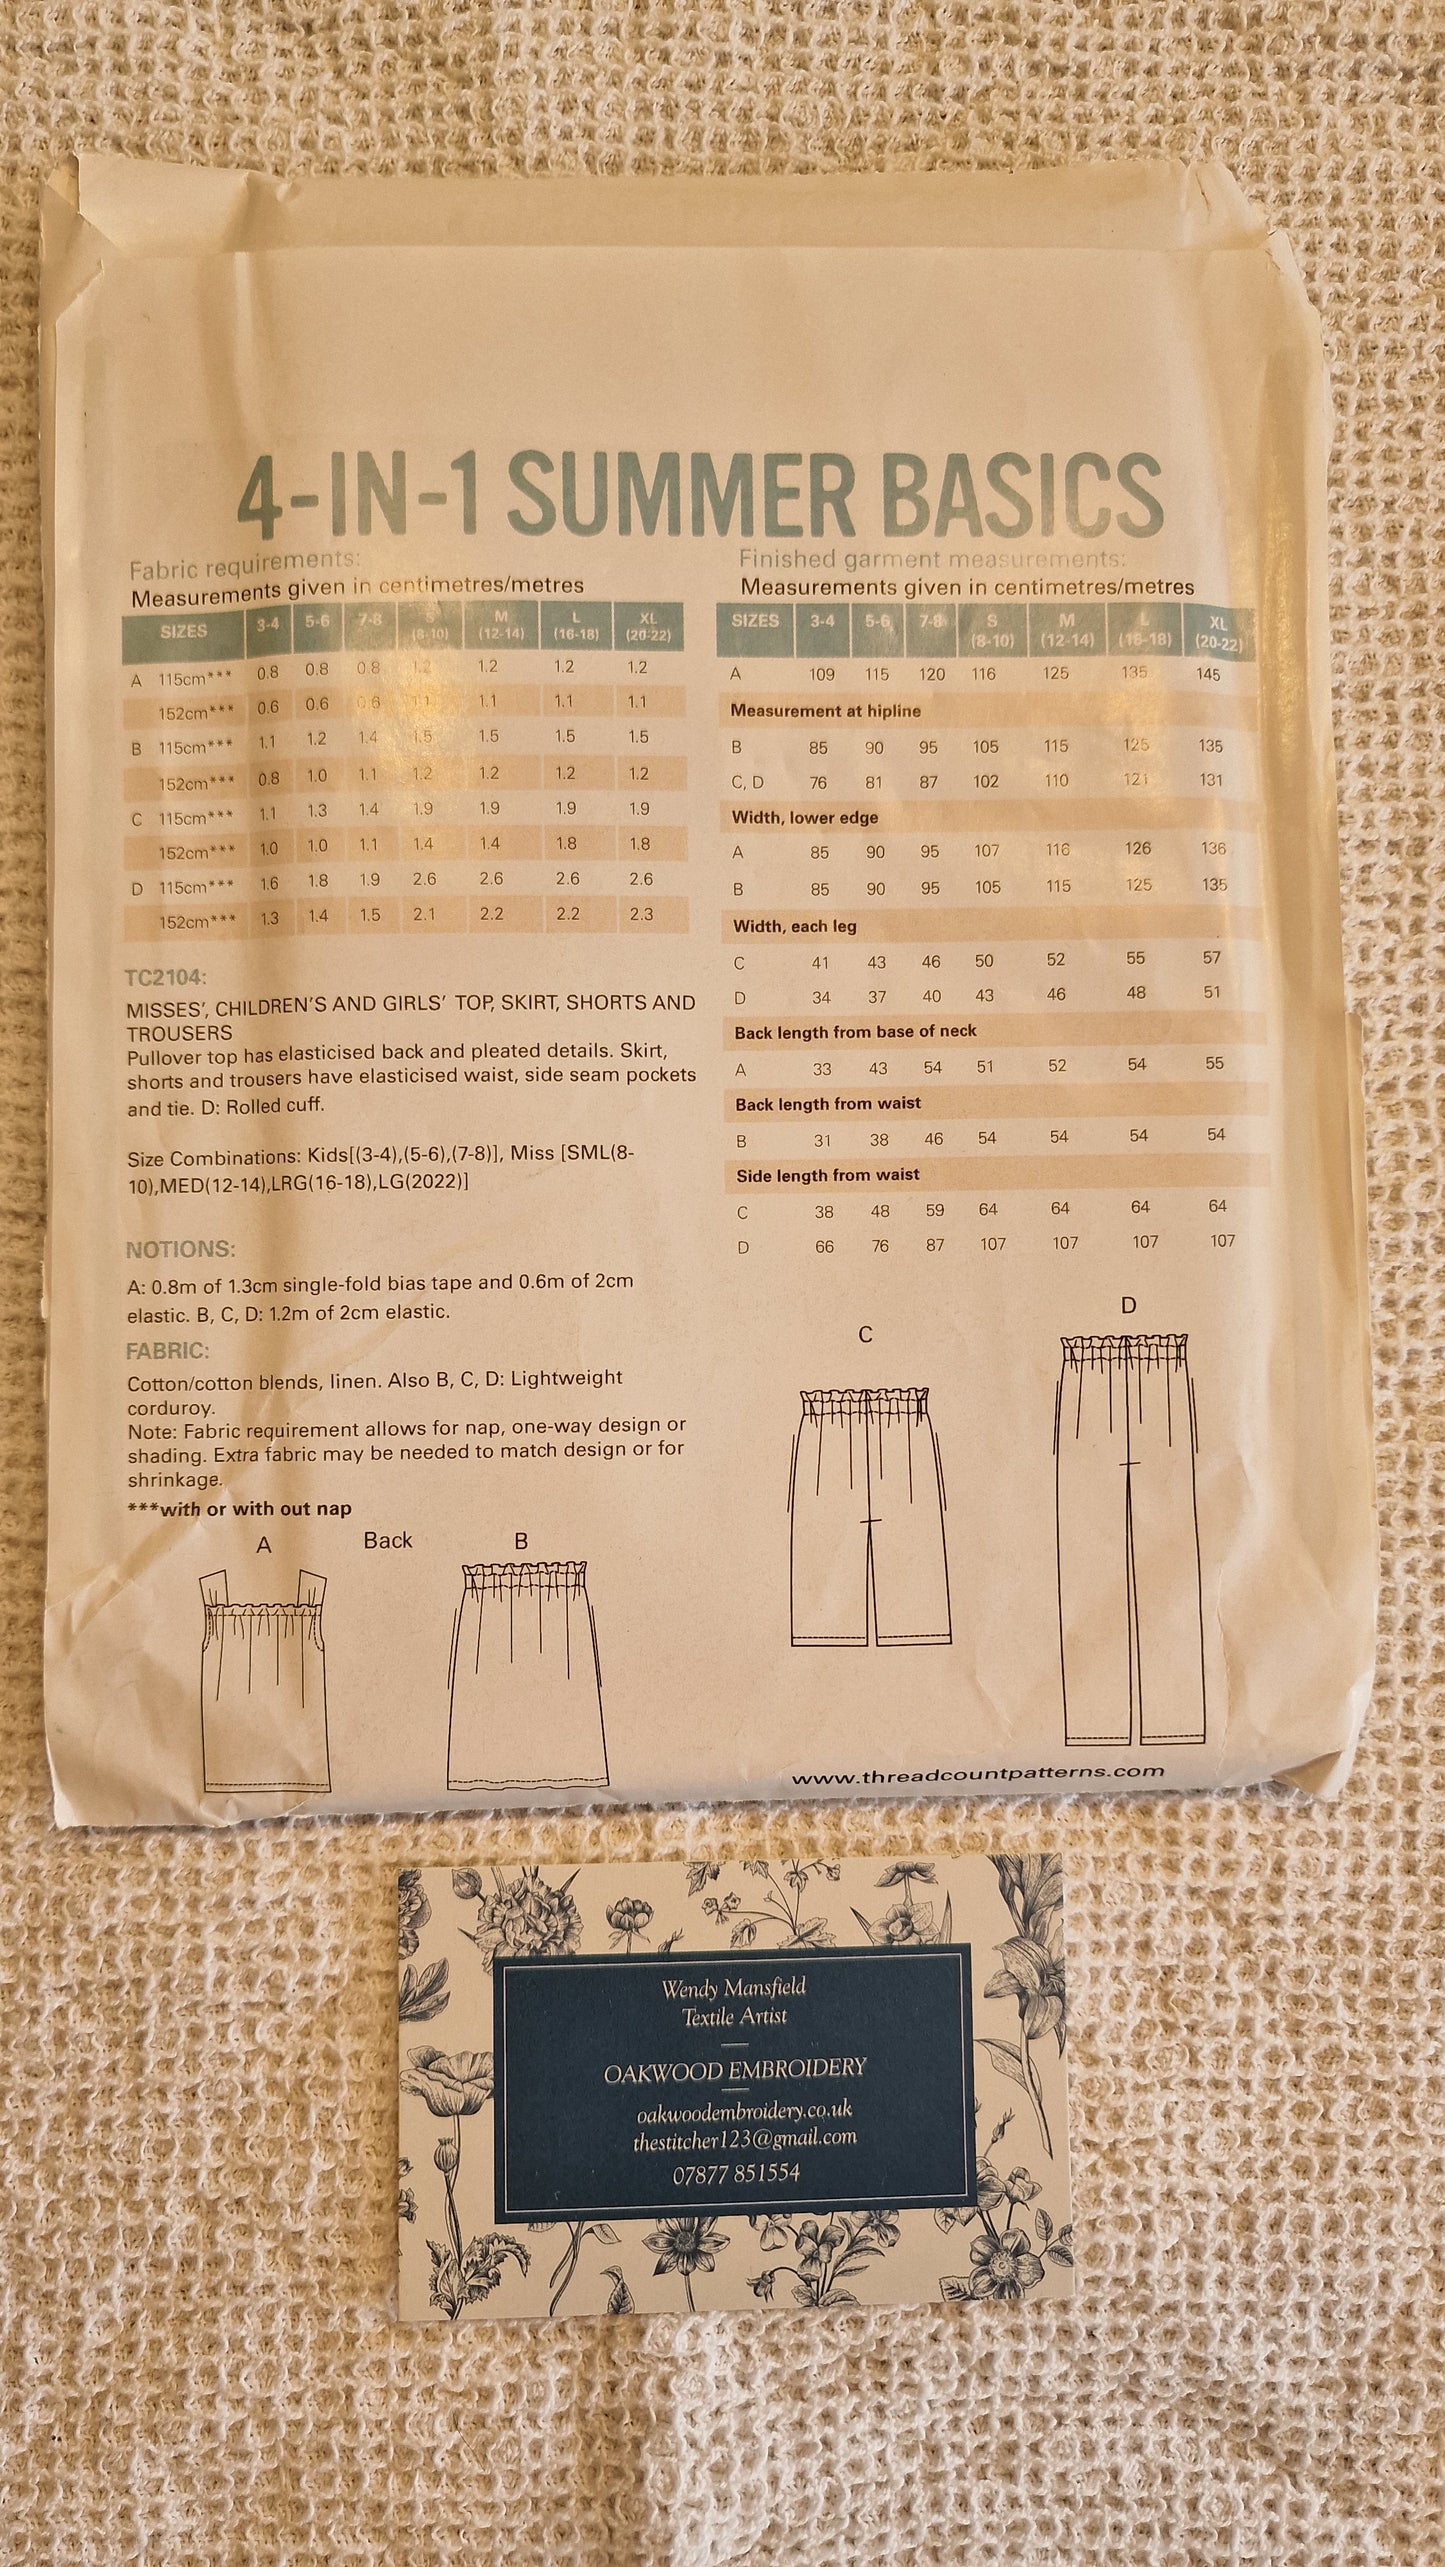 4-IN-1 SUMMER BASICS
Fabric requirements:
Measurements given in centimetres/metres
SIZES 3-4 5-6 7-8 S (8-10) M (12-14) L (16-18) XL (20-22)
A 115cm*** 0.8 0.8 0.8 1.2 1.2 1.2 1.2
152cm*** 0.6 0.6 0.6 1.1 1.1 1.1 1.1
B 115cm*** 1.1 1.2 1.4 1.5 1.5 1.5 1.5
152cm*** 0.8 1.0 1.1 1.2 1.2 1.2 1.2
C 115cm*** 1.1 1.3 1.4 1.9 1.9 1.9 1.9
152cm*** 1.0 1.0 1.1 1.4 1.4 1.8 1.8
D 115cm*** 1.6 1.8 1.9 2.6 2.6 2.6 2.6
152cm*** 1.3 1.4 1.5 2.1 2.2 2.2 2.3
TC2104:
MISSES', CHILDREN'S AND GIRLS' TOP, SKIRT, SHORTS AND
TROUSERS
Pullover top has elasticised back and pleated details. Skirt,
shorts and trousers have elasticised waist, side seam pockets
and tie. D: Rolled cuff.
Size Combinations: Kids[(3-4),(5-6),(7-8)], Miss [SML(8-
10),MED(12-14),LRG(16-18),LG(2022)]
NOTIONS:
A: 0.8m of 1.3cm single-fold bias tape and 0.6m of 2cm
elastic. B, C, D: 1.2m of 2cm elastic.
FABRIC:
Cotton/cotton blends, linen. Also B, C, D: Lightweight
corduroy.
Note: Fabric requirement allows for nap, one-way design or
shading. Extra fabric may be needed to match design or for
shrinkage.
***with or with out nap
A Back B
Finished garment measurements:
Measurements given in centimetres/metres
SIZES 3-4 5-6 7-8 S (8-10) M (12-14) L (16-18) XL (20-22)
A 109 115 120 116 125 135 145
Measurement at hipline
B 85 90 95 105 115 125 135
C, D 76 81 87 102 110 121 131
Width, lower edge
A 85 90 95 107 116 126 136
B 85 90 95 105 115 125 135
Width, each leg
C 41 43 46 50 52 55 57
D 34 37 40 43 46 48 51
Back length from base of neck
A 33 43 54 51 52 54 55
Back length from waist
B 31 38 46 54 54 54 54
Side length from waist
C 38 48 59 64 64 64 64
D 66 76 87 107 107 107 107
C D
www.threadcountpatterns.com
Wendy Mansfield
Textile Artist
OAKWOOD EMBROIDERY
oakwoodembroidery.co.uk
thestitcher123@gmail.com
07877 851554